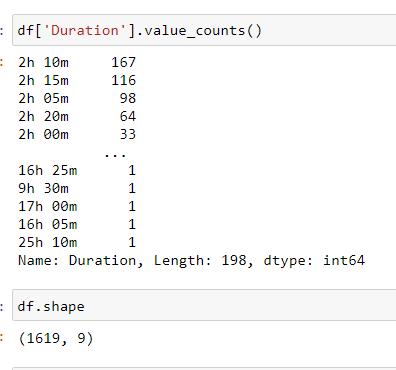 : df['Duration'].value_counts()
: 2h 10m 167
2h 15m 116
2h 05m 98
2h 20m 64
2h 00m 33
...
16h 25m 1
9h 30m 1
17h 00m 1
16h 05m 1
25h 10m 1
Name: Duration, Length: 198, dtype: int64
: df.shape
: (1619, 9)